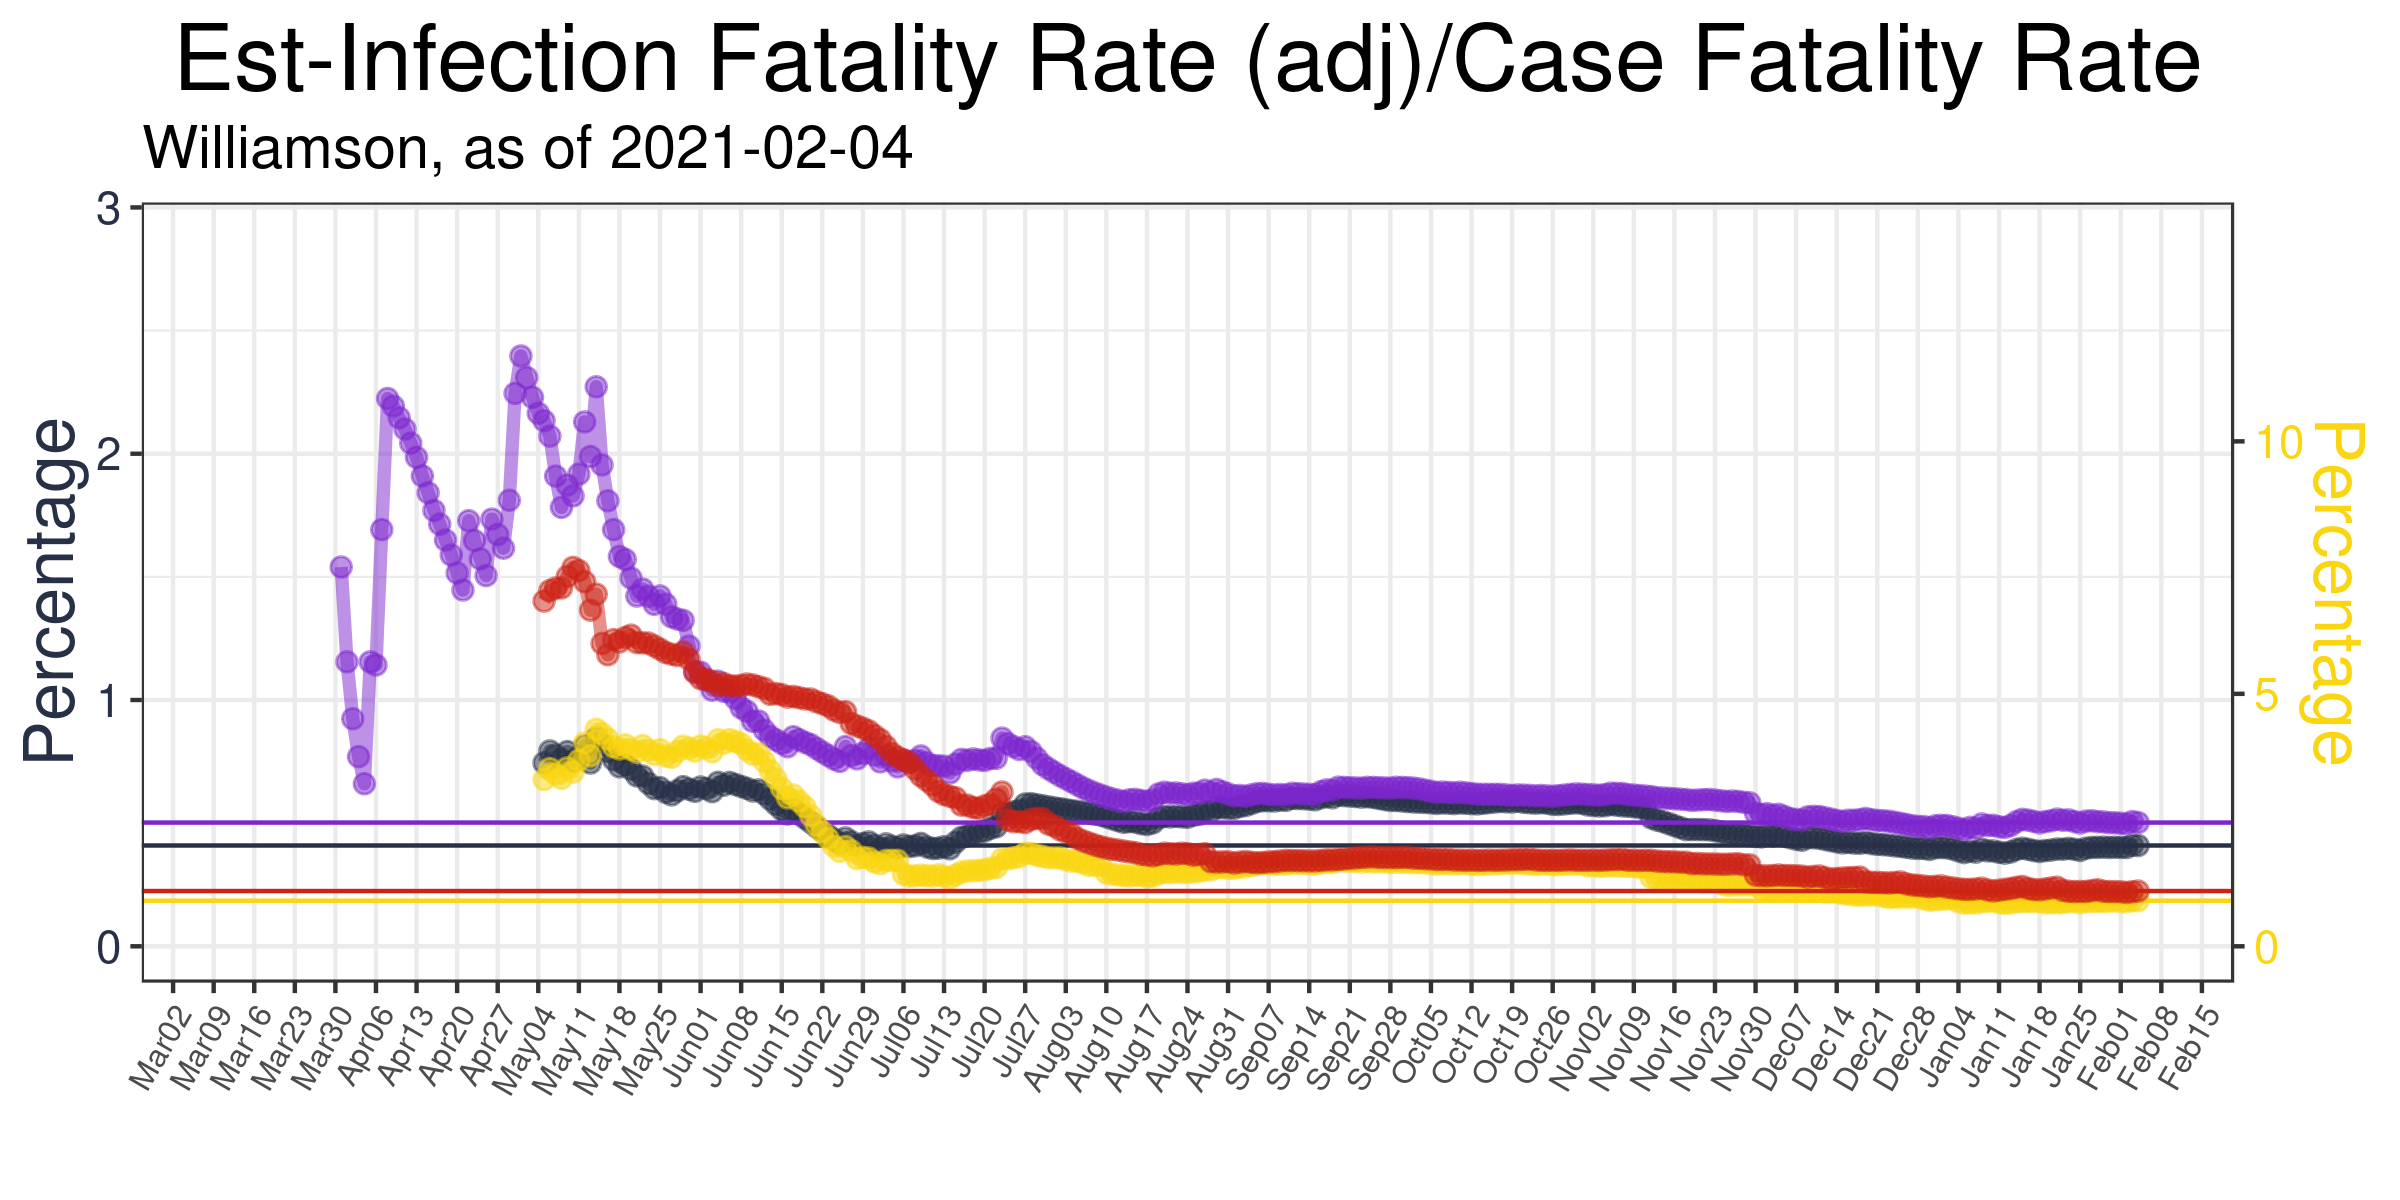 Est-Infection Fatality Rate (adj)/Case Fatality Rate
Williamson, as of 2021-02-04
Percentage
3
2
1
0
10
5
0
Percentage
Mar02 Mar09 Mar16 Mar23 Mar30 Apr06 Apr13 Apr20 Apr27 May04 May11 May18 May25 Jun01 Jun08 Jun15 Jun22 Jun29 Jul06 Jul13 Jul20 Jul27 Aug03 Aug10 Aug17 Aug24 Aug31 Sep07 Sep14 Sep21 Sep28 Oct05 Oct12 Oct19 Oct26 Nov02 Nov09 Nov16 Nov23 Nov30 Dec07 Dec14 Dec21 Dec28 Jan04 Jan11 Jan18 Jan25 Feb01 Feb08 Feb15